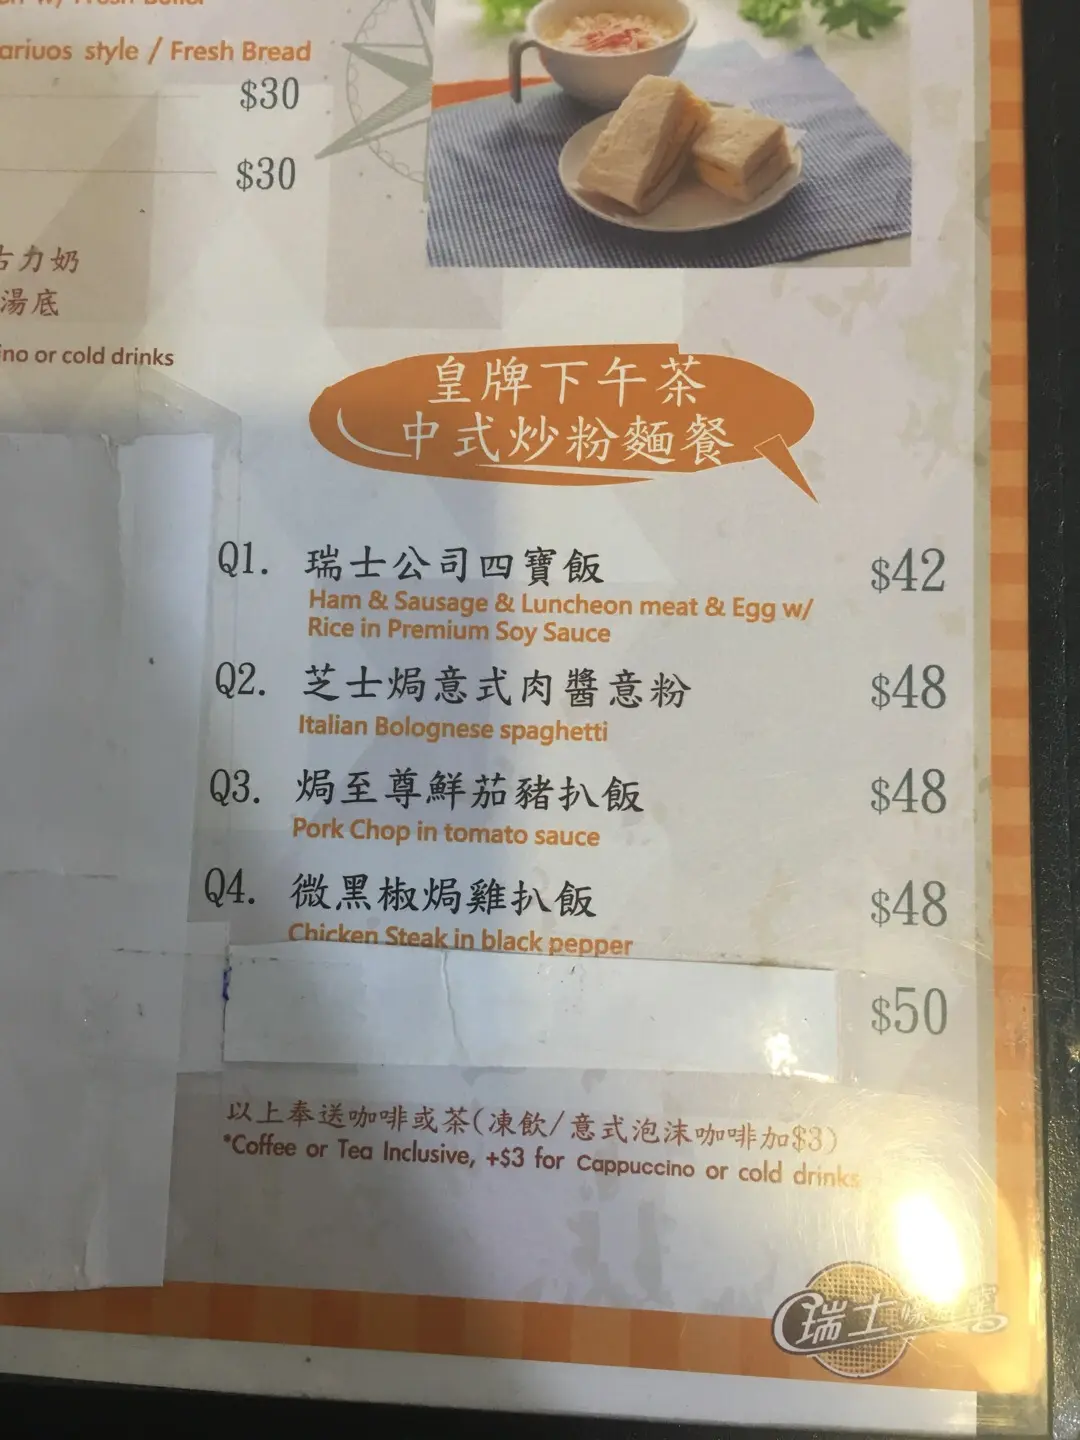 w/ Fresh Butter
style / Fresh Bread
$30
$30
古力奶
湯底
or cold drinks
皇牌下午茶
中式炒粉麵餐
Q1. 瑞士公司四寶飯 $42
Ham & Sausage & Luncheon meat & Egg w/
Rice in Premium Soy Sauce
Q2. 芝士焗意式肉醬意粉 $48
Italian Bolognese spaghetti
Q3. 焗至尊鮮茄豬扒飯 $48
Pork Chop in tomato sauce
Q4. 微黑椒焗雞扒飯 $48
Chicken Steak in black pepper
$50
以上奉送咖啡或茶(凍飲/意式泡沫咖啡加$3)
*Coffee or Tea Inclusive, +$3 for Cappuccino or cold drinks
瑞士